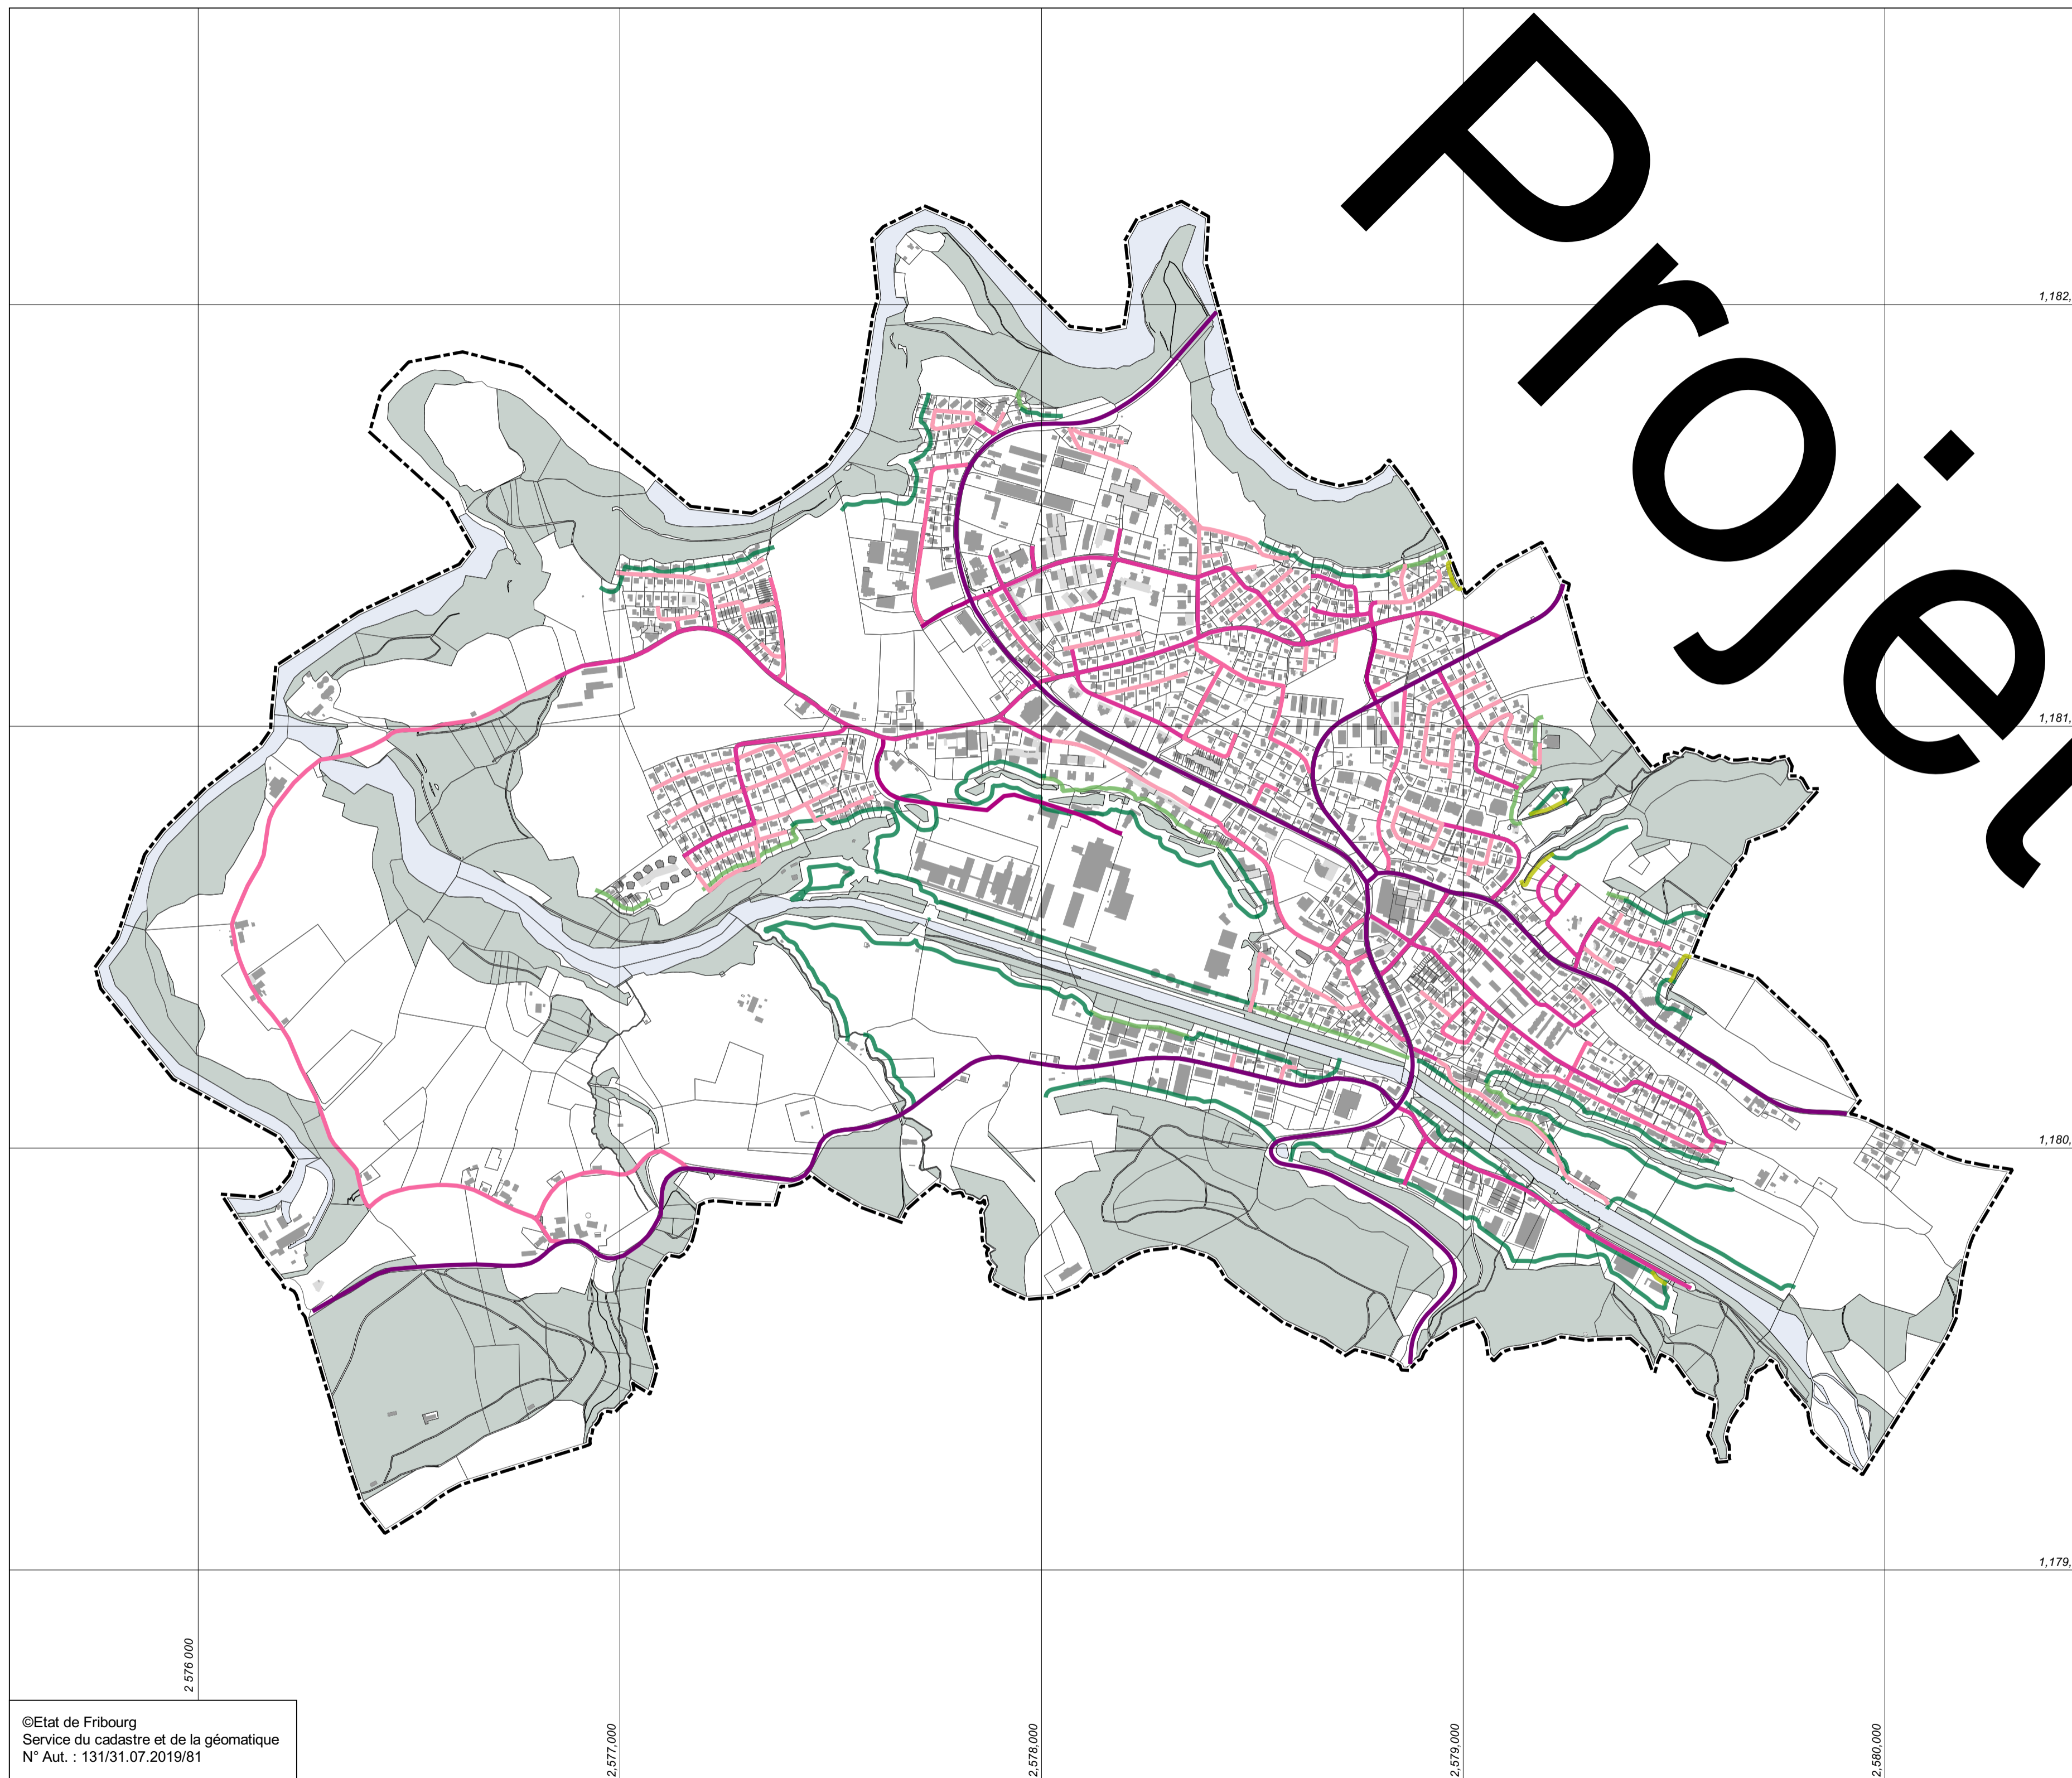 Projet
1,182,
1,181,
1,180,
1,179,
2 576 000
2,577,000
2,578,000
2,579,000
2,580,000
©Etat de Fribourg
Service du cadastre et de la géomatique
N° Aut. : 131/31.07.2019/81